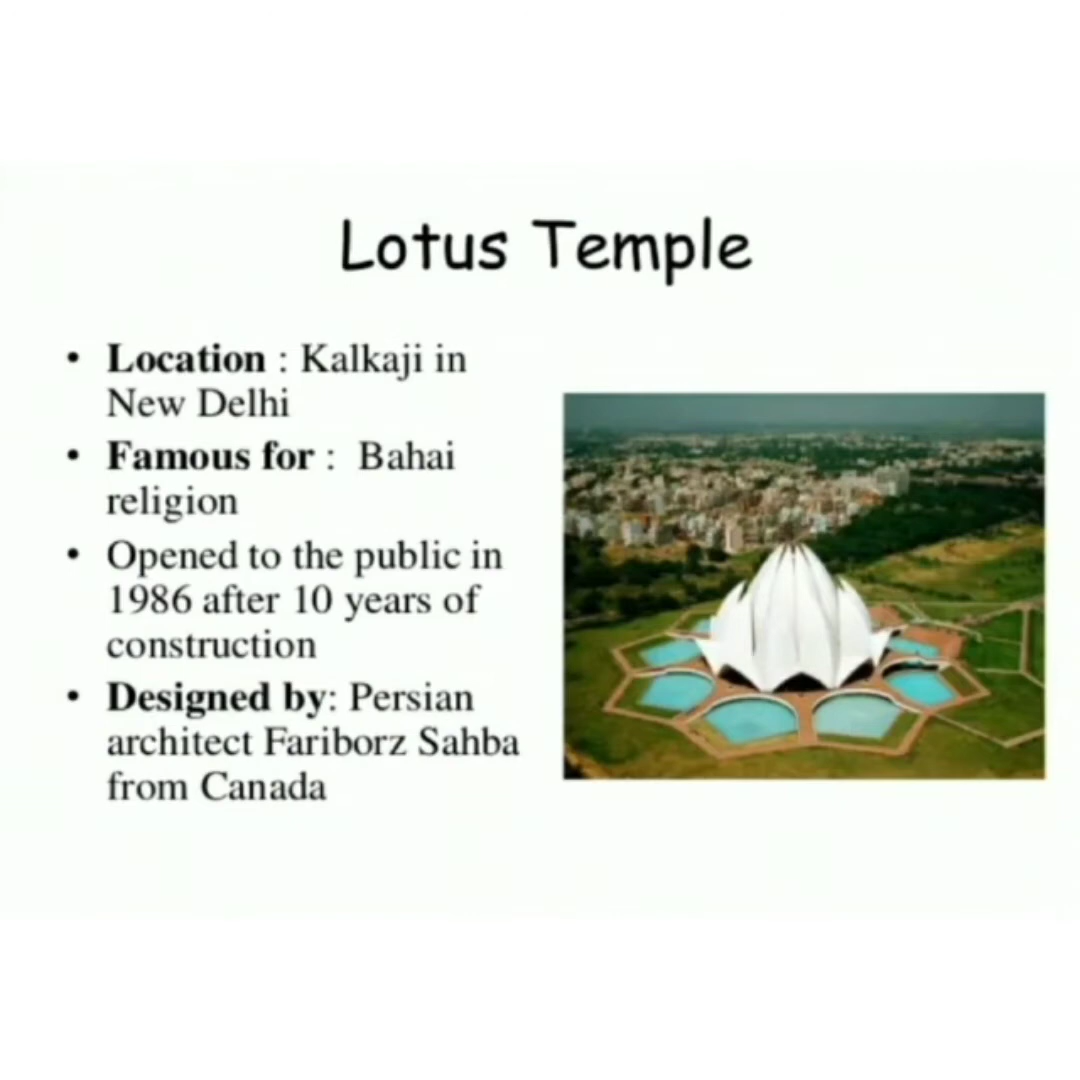 Lotus Temple
• Location : Kalkaji in
New Delhi
• Famous for :  Bahai
religion
• Opened to the public in
1986 after 10 years of
construction
• Designed by: Persian
architect Fariborz Sahba
from Canada